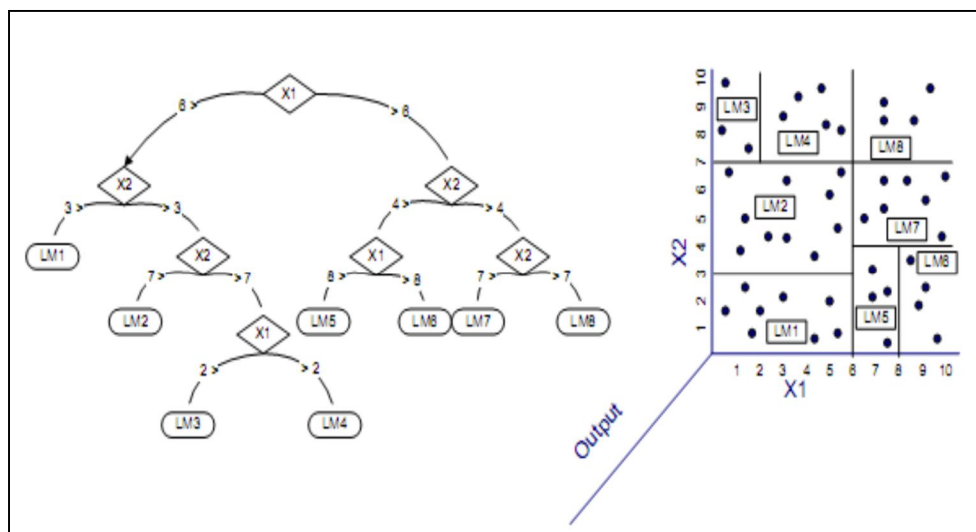 X1
6 >
> 6
X2
X2
3 >
> 3
4 >
> 4
LM1
X2
X1
X2
7 >
> 7
8 >
> 8
7 >
> 7
LM2
X1
LM5
LM6
LM7
LM8
2 >
> 2
LM3
LM4
10
9
8
7
6
5
4
3
2
1
X2
LM3
LM4
LM8
LM2
LM7
LM6
LM5
LM1
1 2 3 4 5 6 7 8 9 10
X1
Output